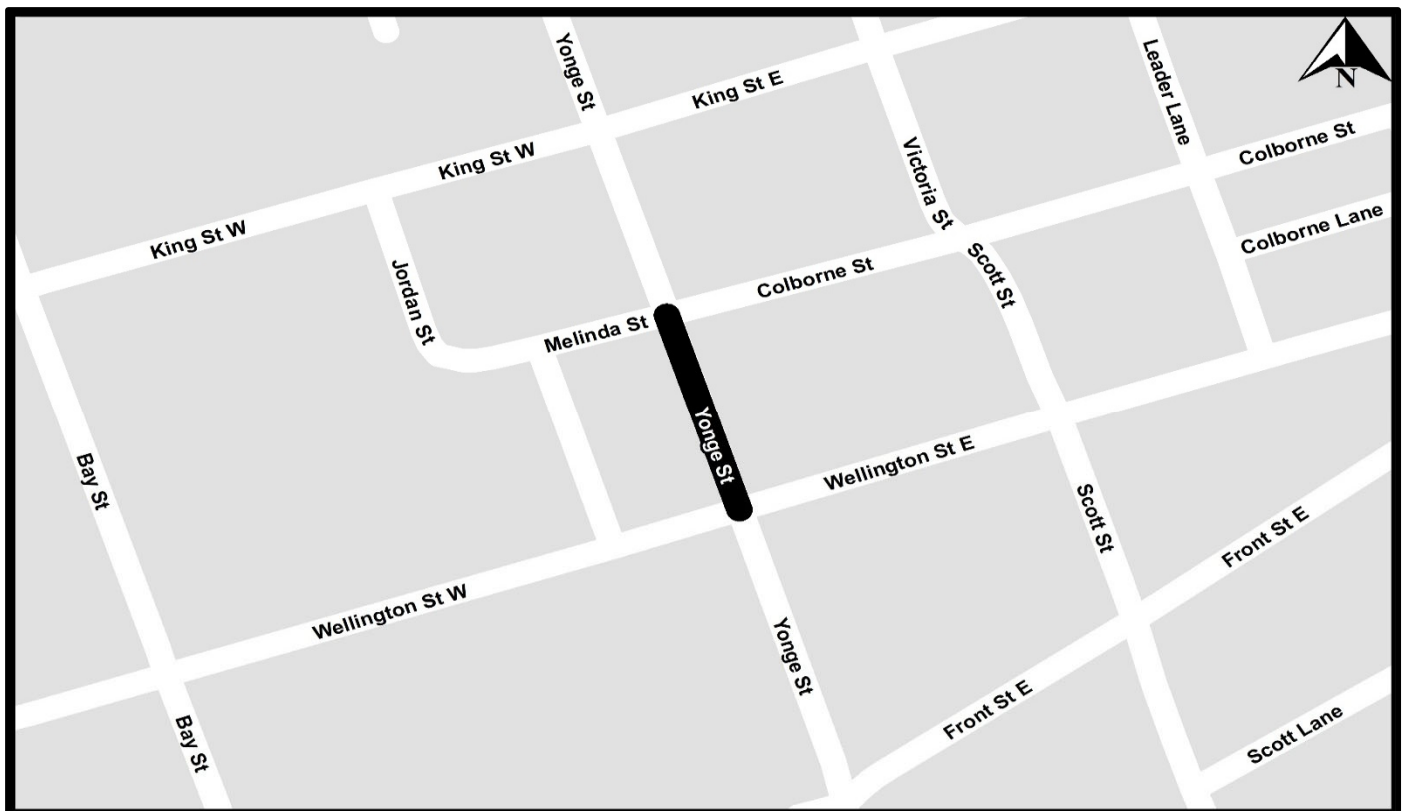 Yonge St
Leader Lane
N
King St E
King St W
Victoria St
Colborne St
King St W
Colborne Lane
Jordan St
Colborne St
Scott St
Melinda St
Yonge St
Bay St
Wellington St E
Scott St
Front St E
Wellington St W
Yonge St
Front St E
Bay St
Scott Lane